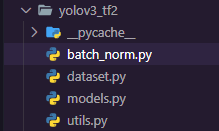 yolov3_tf2
__pycache__
batch_norm.py
dataset.py
models.py
utils.py